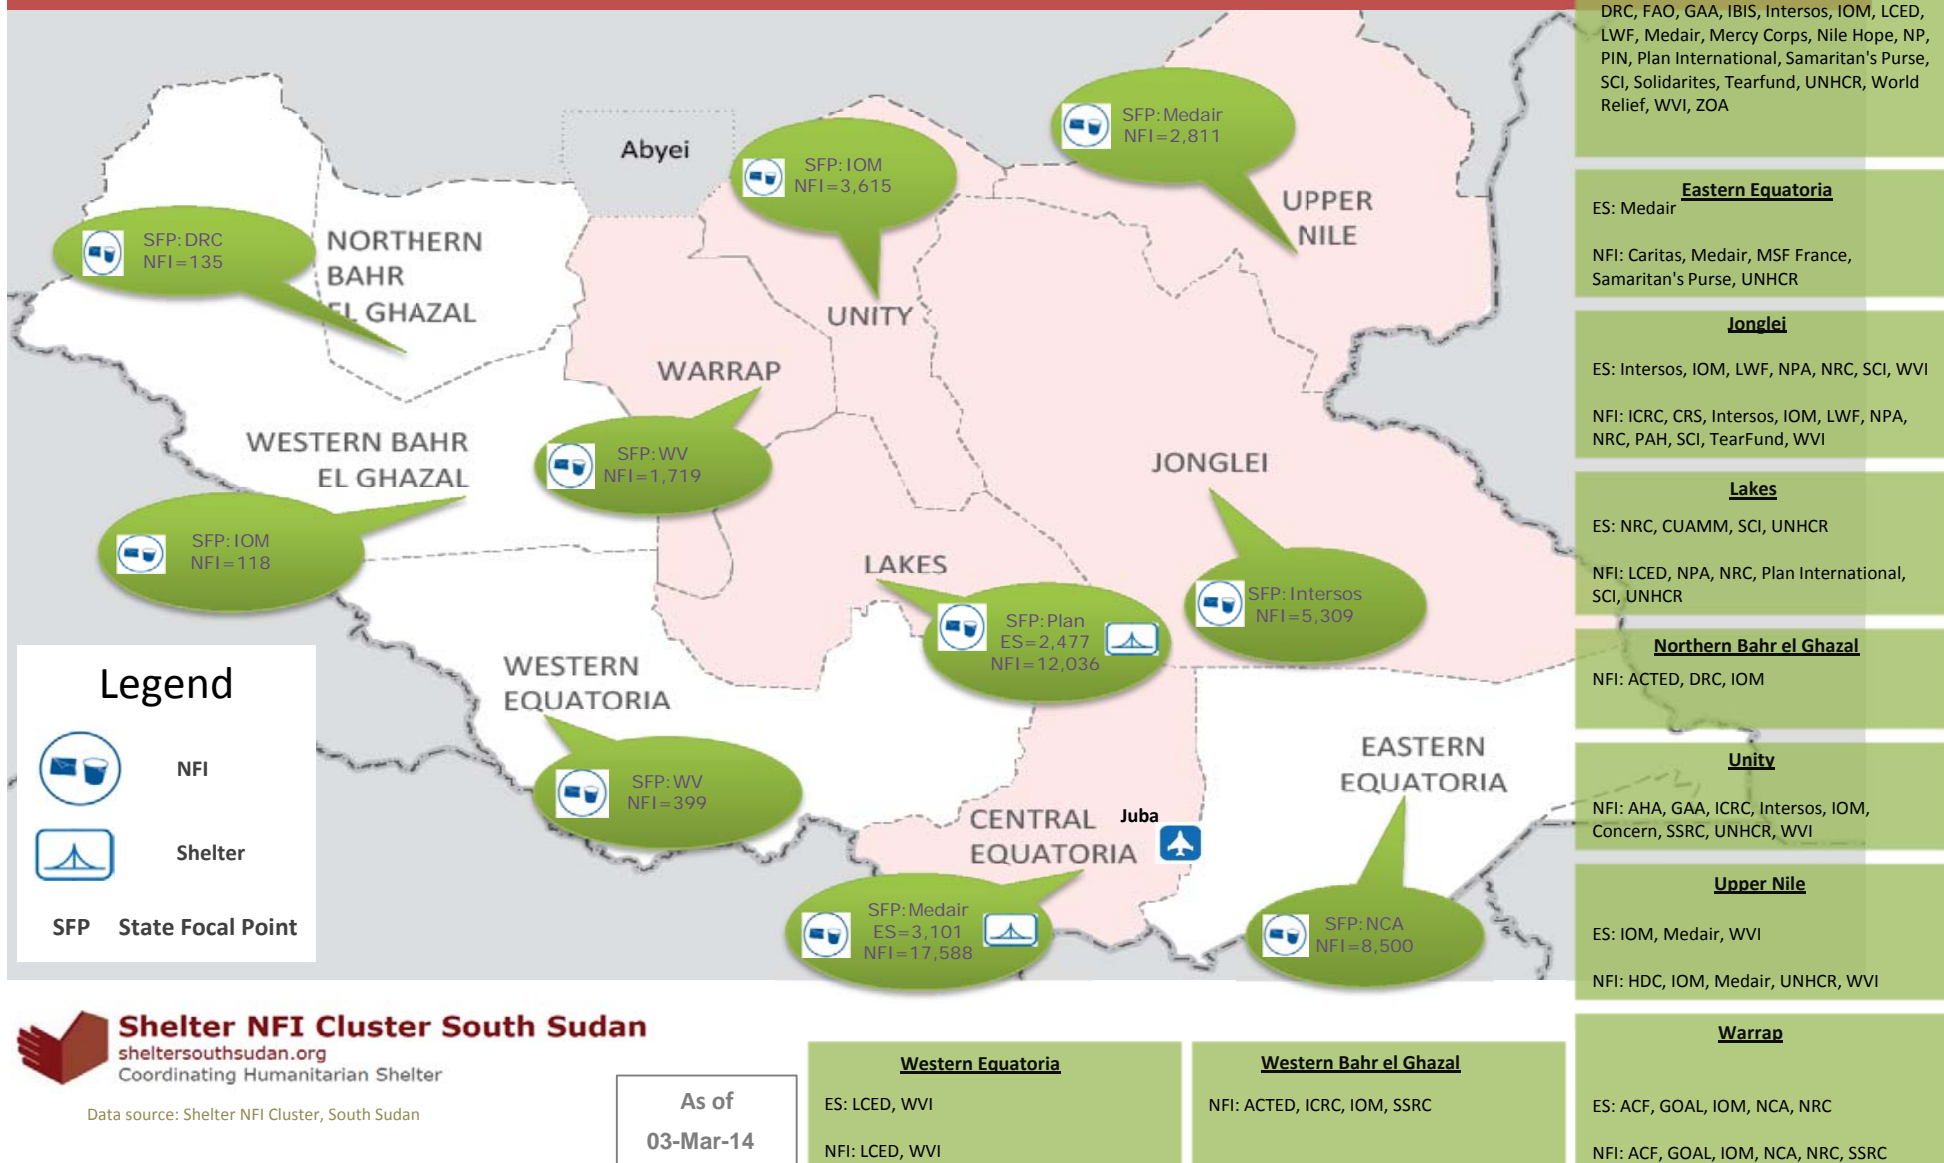 DRC, FAO, GAA, IBIS, Intersos, IOM, LCED,
LWF, Medair, Mercy Corps, Nile Hope, NP,
PIN, Plan International, Samaritan's Purse,
SCI, Solidarites, Tearfund, UNHCR, World
Relief, WVI, ZOA
Abyei
SFP:Medair
NFI=2,811
SFP:IOM
NFI=3,615
UPPER
NILE
SFP:DRC
NFI=135
NORTHERN
BAHR
EL GHAZAL
UNITY
WARRAP
WESTERN BAHR
EL GHAZAL
SFP:WV
NFI=1,719
JONGLEI
SFP:IOM
NFI=118
LAKES
SFP:Plan
ES=2,477
NFI=12,036
SFP:Intersos
NFI=5,309
WESTERN
EQUATORIA
SFP:WV
NFI=399
EASTERN
EQUATORIA
CENTRAL
EQUATORIA
Juba
SFP:Medair
ES=3,101
NFI=17,588
SFP:NCA
NFI=8,500
Legend
NFI
Shelter
SFP State Focal Point
Eastern Equatoria
ES: Medair
NFI: Caritas, Medair, MSF France,
Samaritan's Purse, UNHCR
Jonglei
ES: Intersos, IOM, LWF, NPA, NRC, SCI, WVI
NFI: ICRC, CRS, Intersos, IOM, LWF, NPA,
NRC, PAH, SCI, TearFund, WVI
Lakes
ES: NRC, CUAMM, SCI, UNHCR
NFI: LCED, NPA, NRC, Plan International,
SCI, UNHCR
Northern Bahr el Ghazal
NFI: ACTED, DRC, IOM
Unity
NFI: AHA, GAA, ICRC, Intersos, IOM,
Concern, SSRC, UNHCR, WVI
Upper Nile
ES: IOM, Medair, WVI
NFI: HDC, IOM, Medair, UNHCR, WVI
Warrap
ES: ACF, GOAL, IOM, NCA, NRC
NFI: ACF, GOAL, IOM, NCA, NRC, SSRC
Shelter NFI Cluster South Sudan
sheltersouthsudan.org
Coordinating Humanitarian Shelter
Data source: Shelter NFI Cluster, South Sudan
As of
03-Mar-14
Western Equatoria
ES: LCED, WVI
NFI: LCED, WVI
Western Bahr el Ghazal
NFI: ACTED, ICRC, IOM, SSRC